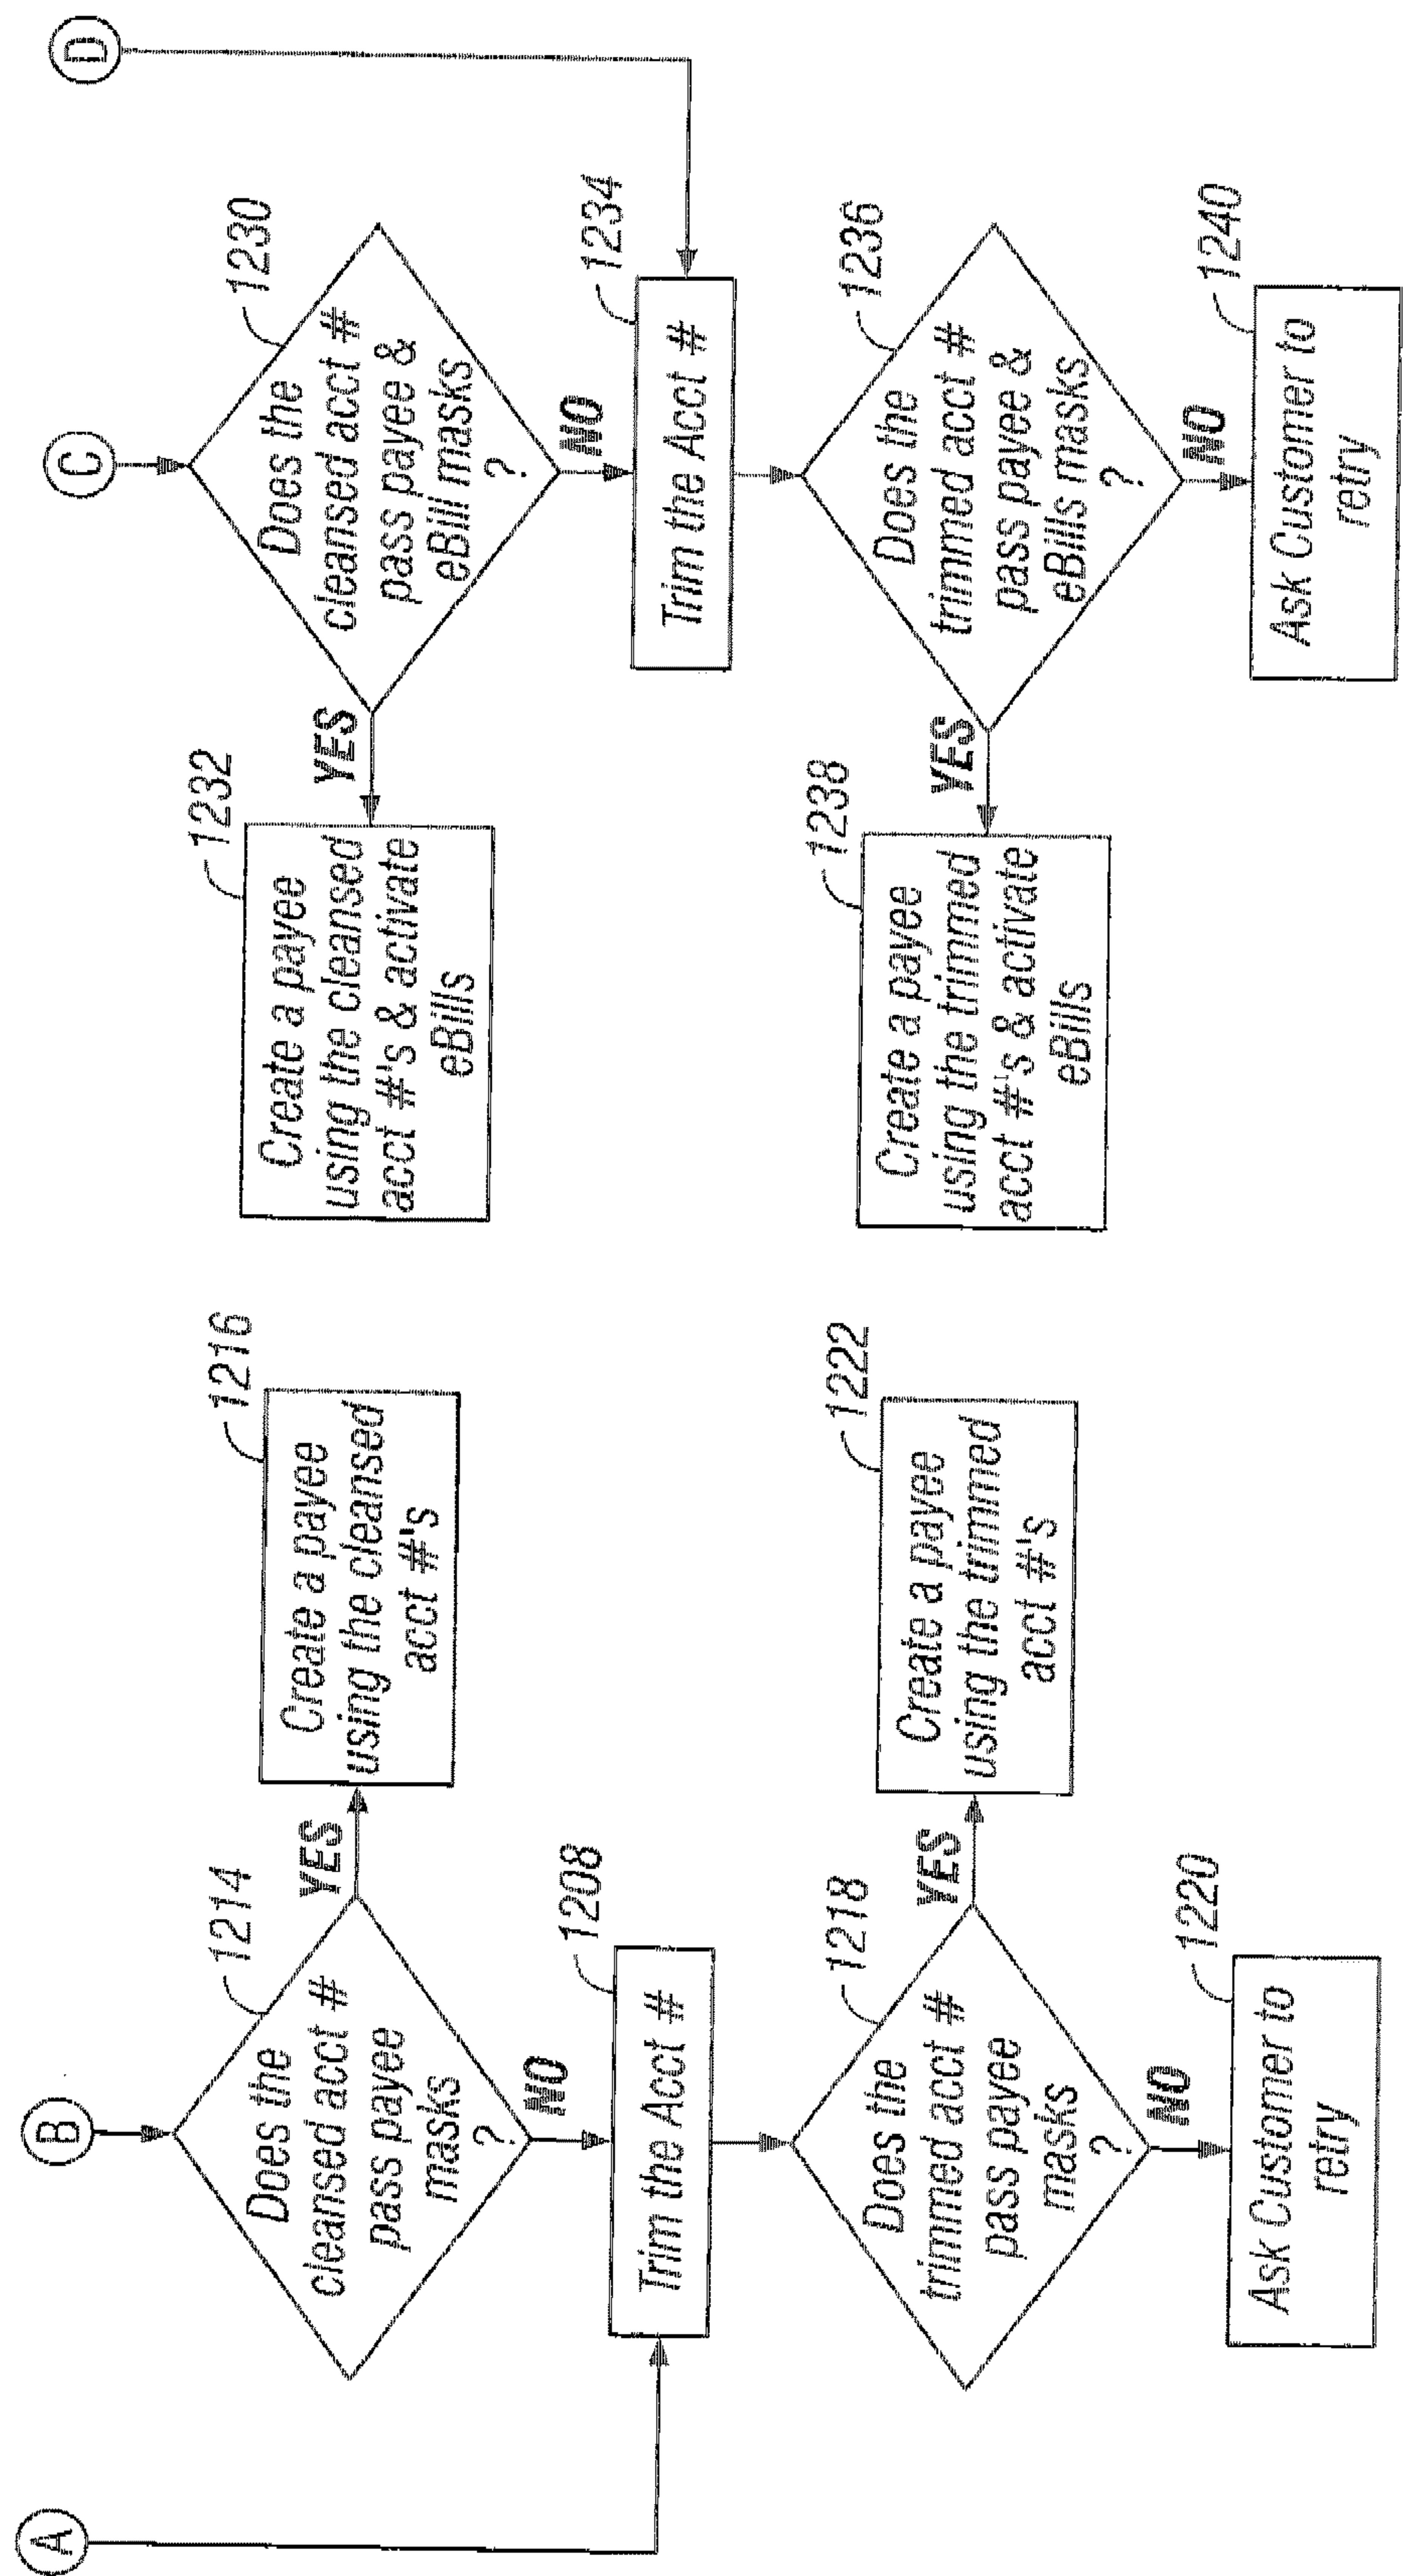 A
B
Does the
cleansed acct #
pass payee
masks
?
1214
YES
Create a payee
using the cleansed
acct #'s
1216
NO
Trim the Acct #
1208
Does the
trimmed acct #
pass payee
masks
?
1218
YES
Create a payee
using the trimmed
acct #'s
1222
NO
Ask Customer to
retry
1220
C
D
Does the
cleansed acct #
pass payee &
eBill masks
?
1230
YES
Create a payee
using the cleansed
acct #'s & activate
eBills
1232
NO
Trim the Acct #
1234
Does the
trimmed acct #
pass payee &
eBills masks
?
1236
YES
Create a payee
using the trimmed
acct #'s & activate
eBills
1238
NO
Ask Customer to
retry
1240